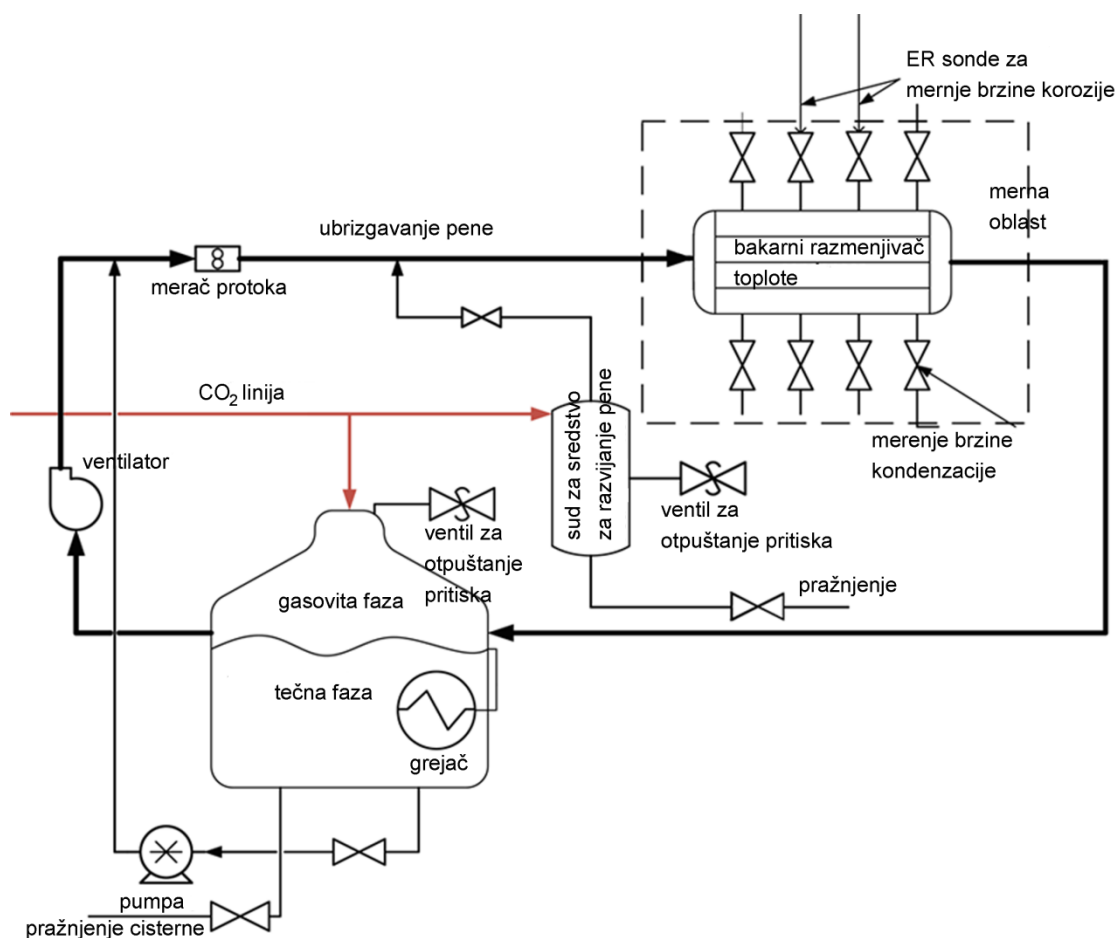 ER sonde za
mernje brzine korozije
merna
oblast
ubrizgavanje pene
bakarni razmenjivač
toplote
merač protoka
CO₂ linija
sud za sredstvo
za razvijanje pene
merenje brzine
kondenzacije
ventilator
ventil za
otpuštanje
pritiska
ventil za
otpuštanje pritiska
gasovita faza
pražnjenje
tečna faza
grejač
pumpa
pražnjenje cisterne